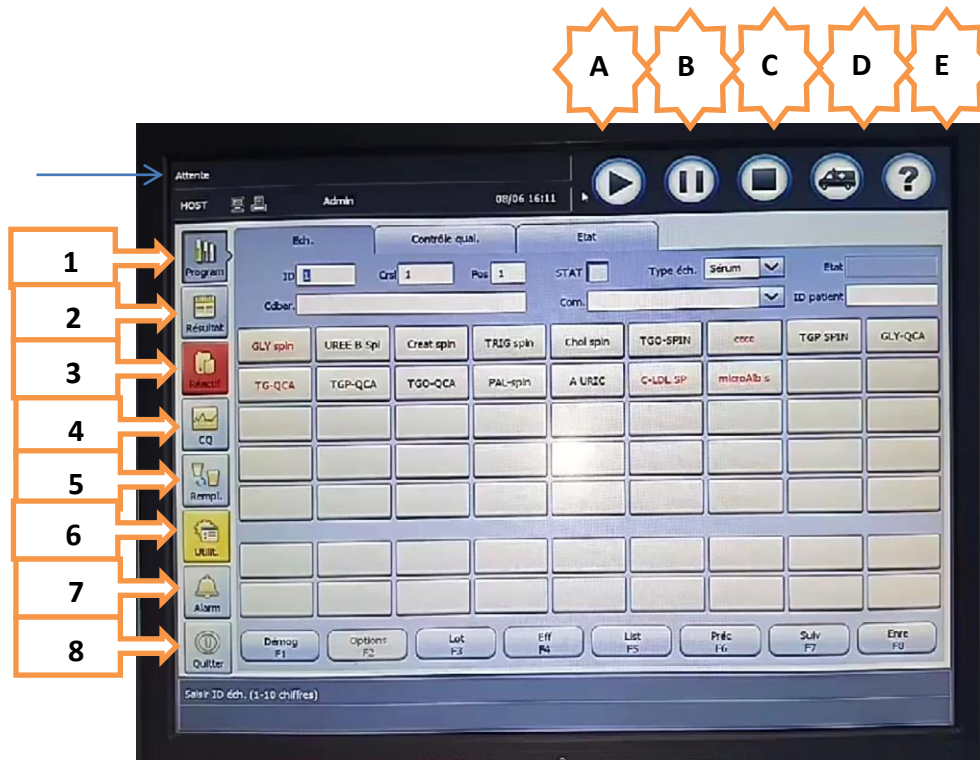 A B C D E
Attente
HOST Admin 08/06 16:11
1
2
3
4
5
6
7
8
Program
Résultat
Réactif
CQ
Rempl.
Utilit.
Alarm
Quitter
Ech. Contrôle qual. Etat
ID 1 Crsl 1 Pos 1 STAT Type éch. Sérum Etat
Cdbar. Com. ID patient
GLY spin UREE B Spi Creat spin TRIG spin Chol spin TGO-SPIN cccc TGP SPIN GLY-QCA
TG-QCA TGP-QCA TGO-QCA PAL-spin A URIC C-LDL SP microAlb s
Démog Options Lot Eff List Préc Suiv Enre
F1 F2 F3 F4 F5 F6 F7 F8
Saisir ID éch. (1-10 chiffres)